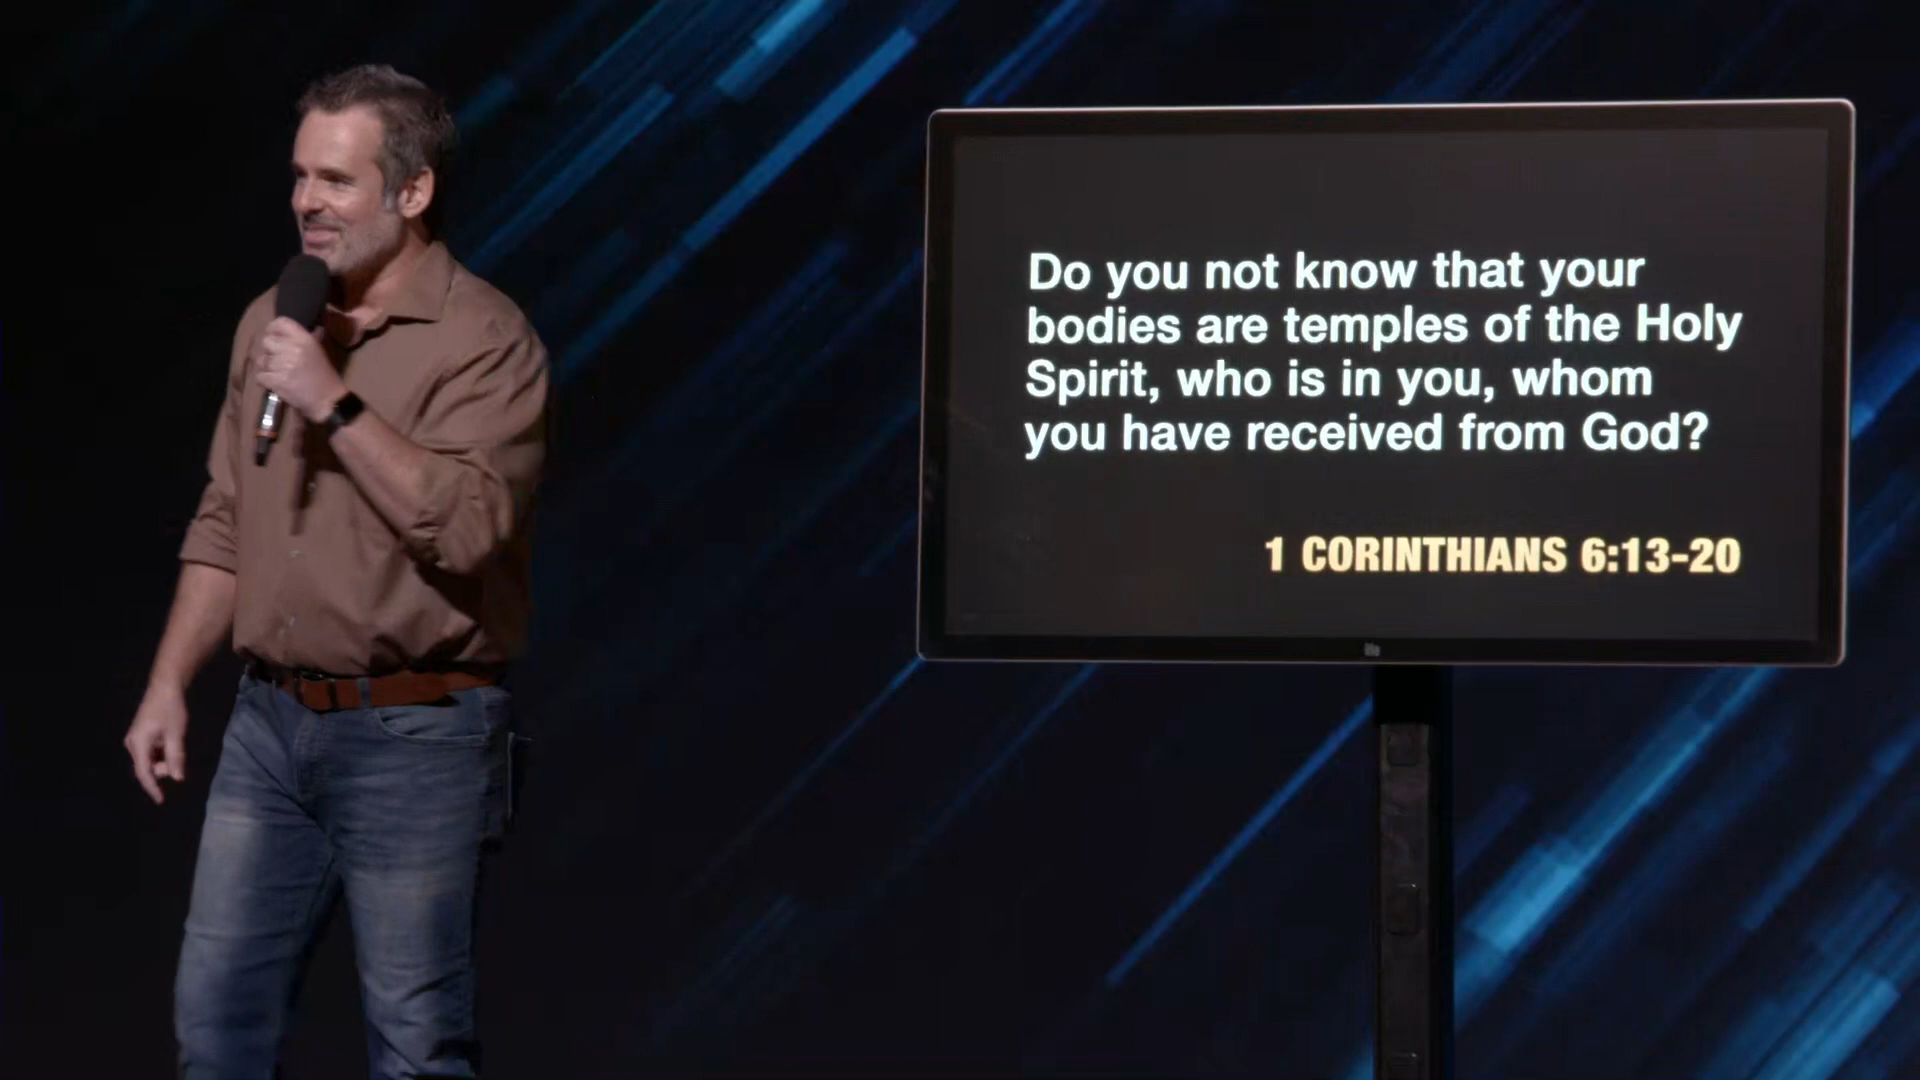 Do you not know that your
bodies are temples of the Holy
Spirit, who is in you, whom
you have received from God?
1 CORINTHIANS 6:13-20